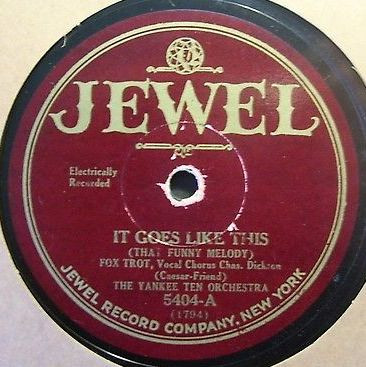 JEWEL
Electrically
Recorded
IT GOES LIKE THIS
(THAT FUNNY MELODY)
FOX TROT, Vocal Chorus Chas. Dickson
(Caesar-Friend)
THE YANKEE TEN ORCHESTRA
5404-A
(1794)
JEWEL RECORD COMPANY, NEW YORK